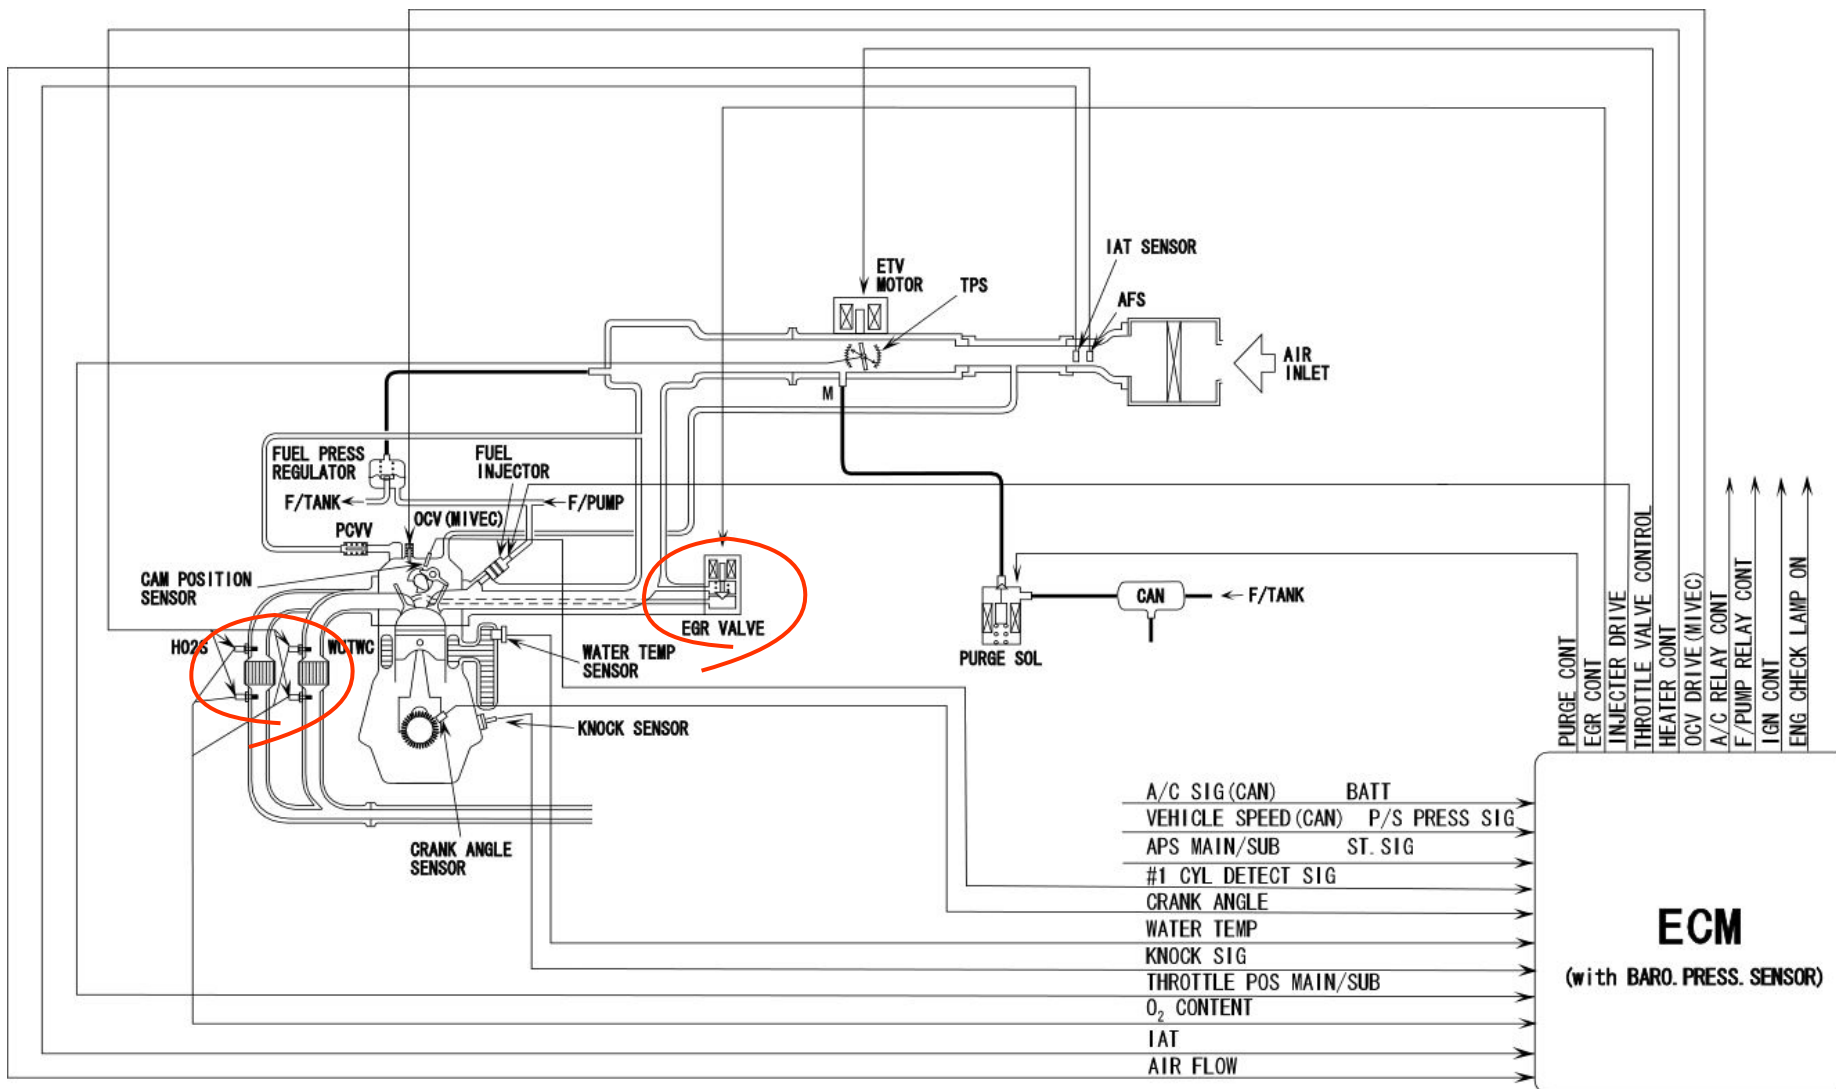 IAT SENSOR
ETV
MOTOR
TPS
AFS
AIR
INLET
M
FUEL PRESS
REGULATOR
FUEL
INJECTOR
F/TANK
F/PUMP
OCV(MIVEC)
PCVV
CAM POSITION
SENSOR
HO2S
WUTWC
EGR VALVE
WATER TEMP
SENSOR
KNOCK SENSOR
CRANK ANGLE
SENSOR
PURGE SOL
CAN
F/TANK
PURGE CONT
EGR CONT
INJECTER DRIVE
THROTTLE VALVE CONTROL
HEATER CONT
OCV DRIVE(MIVEC)
A/C RELAY CONT
F/PUMP RELAY CONT
IGN CONT
ENG CHECK LAMP ON
A/C SIG(CAN) BATT
VEHICLE SPEED(CAN) P/S PRESS SIG
APS MAIN/SUB ST.SIG
#1 CYL DETECT SIG
CRANK ANGLE
WATER TEMP
KNOCK SIG
THROTTLE POS MAIN/SUB
O₂ CONTENT
IAT
AIR FLOW
ECM
(with BARO.PRESS.SENSOR)